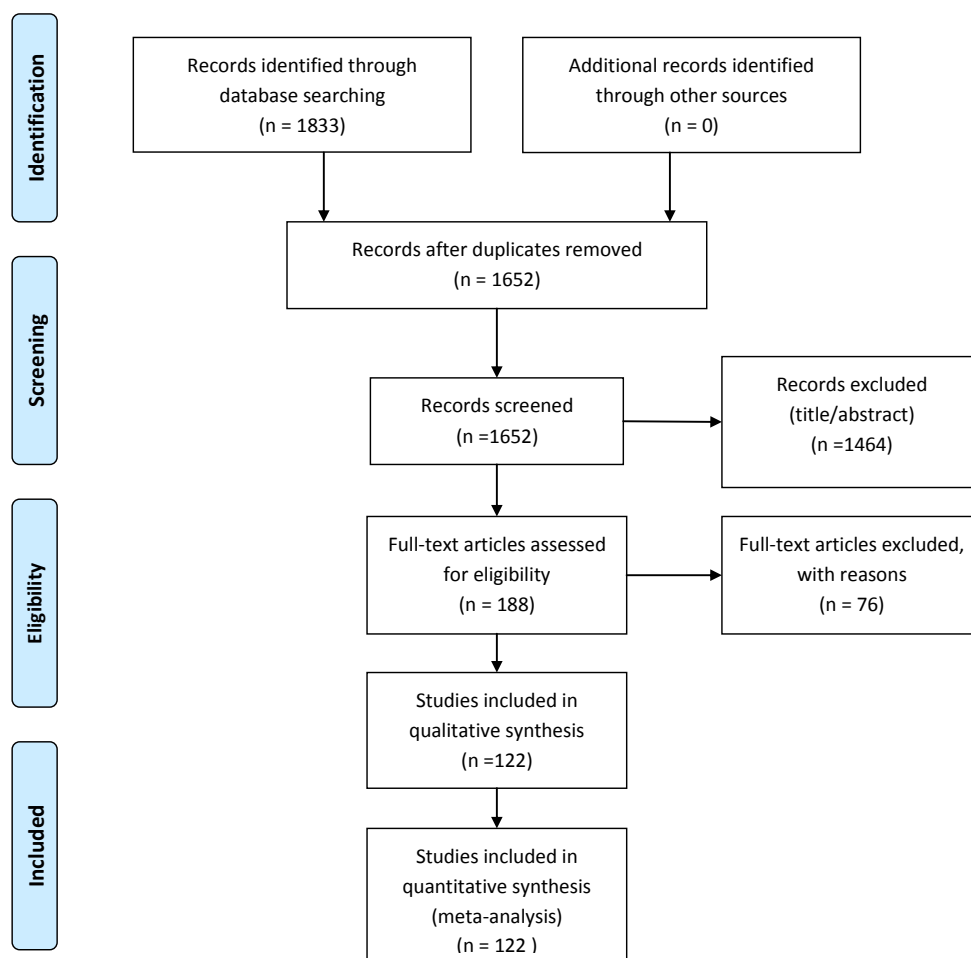 Identification
Records identified through
database searching
(n = 1833)
Additional records identified
through other sources
(n = 0)
Records after duplicates removed
(n = 1652)
Screening
Records screened
(n =1652)
Records excluded
(title/abstract)
(n =1464)
Eligibility
Full-text articles assessed
for eligibility
(n = 188)
Full-text articles excluded,
with reasons
(n = 76)
Studies included in
qualitative synthesis
(n =122)
Included
Studies included in
quantitative synthesis
(meta-analysis)
(n = 122 )